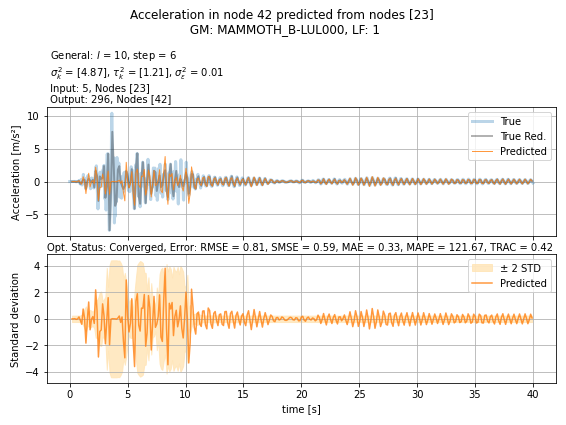 Acceleration in node 42 predicted from nodes [23]
GM: MAMMOTH_B-LUL000, LF: 1
General: l = 10, step = 6
σ²ₖ = [4.87], τ²ₖ = [1.21], σ²ε = 0.01
Input: 5, Nodes [23]
Output: 296, Nodes [42]
Acceleration [m/s²]
10
5
0
−5
True
True Red.
Predicted
Opt. Status: Converged, Error: RMSE = 0.81, SMSE = 0.59, MAE = 0.33, MAPE = 121.67, TRAC = 0.42
Standard deviation
4
2
0
−2
−4
± 2 STD
Predicted
0 5 10 15 20 25 30 35 40
time [s]